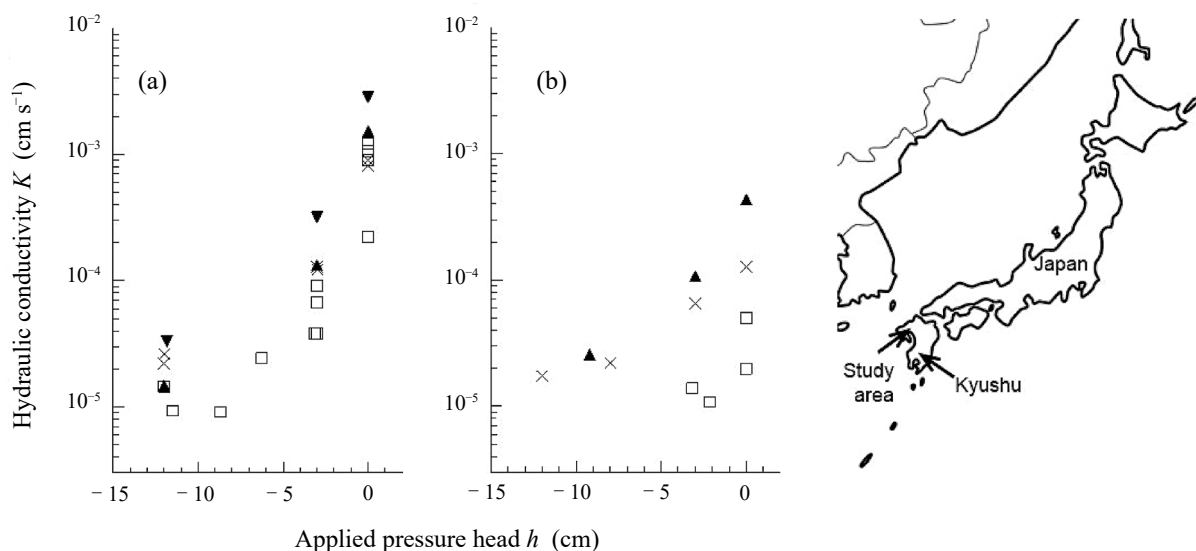 Hydraulic conductivity K (cm s⁻¹)
10⁻²
10⁻³
10⁻⁴
10⁻⁵
(a)
− 15
− 10
− 5
0
10⁻²
10⁻³
10⁻⁴
10⁻⁵
(b)
− 15
− 10
− 5
0
Applied pressure head h (cm)
Japan
Study
area
Kyushu